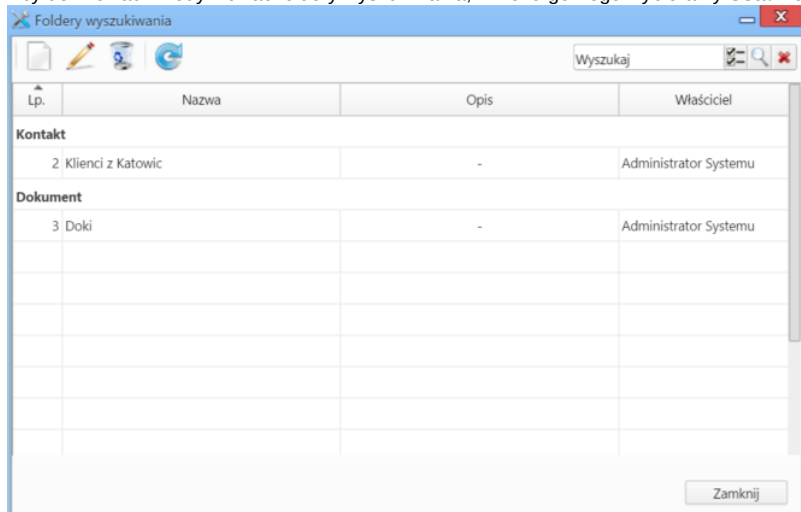 Foldery wyszukiwania
Wyszukaj
Lp. Nazwa Opis Właściciel
Kontakt
2 Klienci z Katowic - Administrator Systemu
Dokument
3 Doki - Administrator Systemu
Zamknij